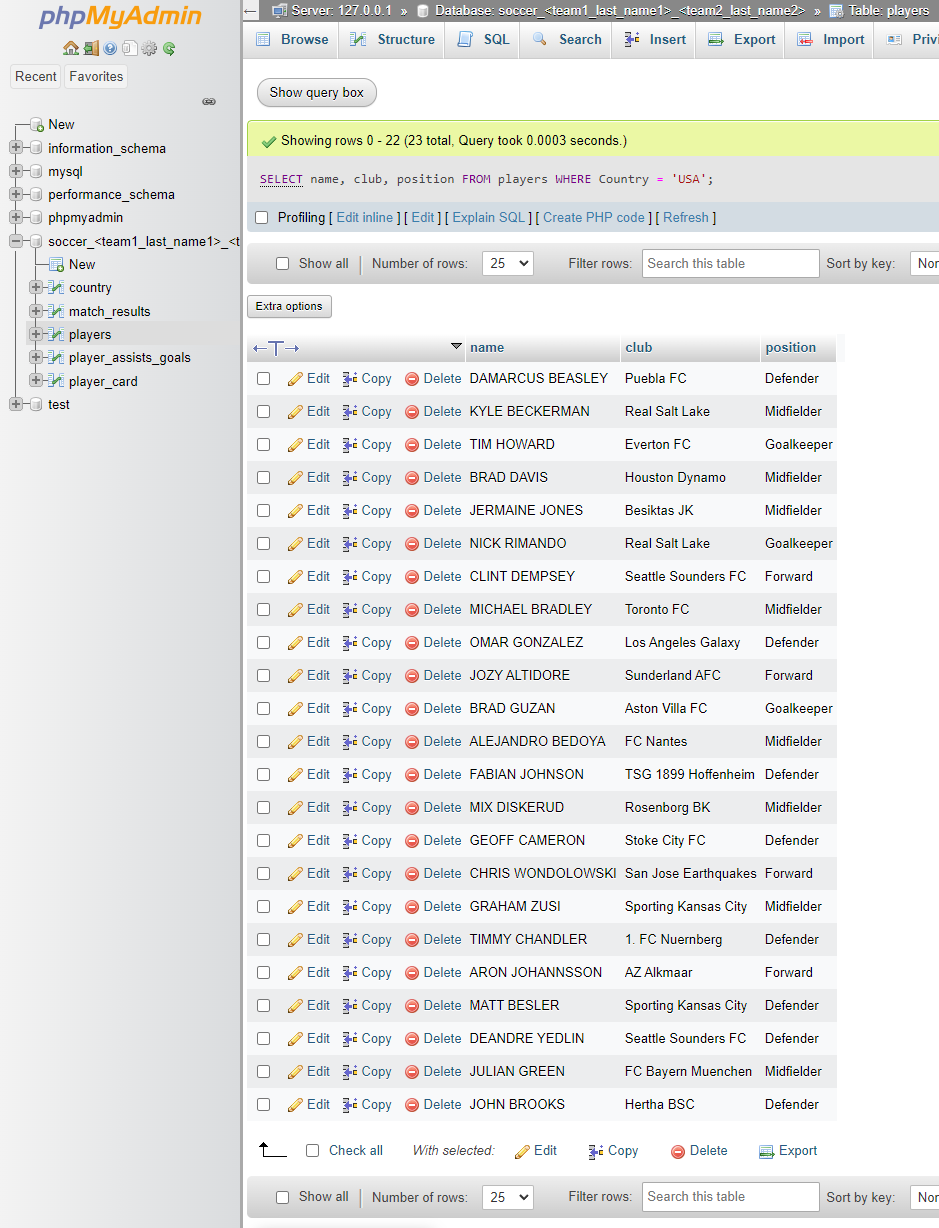 phpMyAdmin
Recent Favorites
New
information_schema
mysql
performance_schema
phpmyadmin
soccer_<team1_last_name1>_<t
New
country
match_results
players
player_assists_goals
player_card
test
Server: 127.0.0.1 » Database: soccer_<team1_last_name1>_<team2_last_name2> » Table: players
Browse Structure SQL Search Insert Export Import Privi
Show query box
Showing rows 0 - 22 (23 total, Query took 0.0003 seconds.)
SELECT name, club, position FROM players WHERE Country = 'USA';
Profiling [ Edit inline ] [ Edit ] [ Explain SQL ] [ Create PHP code ] [ Refresh ]
Show all Number of rows: 25 Filter rows: Search this table Sort by key: Non
Extra options
name club position
Edit Copy Delete DAMARCUS BEASLEY Puebla FC Defender
Edit Copy Delete KYLE BECKERMAN Real Salt Lake Midfielder
Edit Copy Delete TIM HOWARD Everton FC Goalkeeper
Edit Copy Delete BRAD DAVIS Houston Dynamo Midfielder
Edit Copy Delete JERMAINE JONES Besiktas JK Midfielder
Edit Copy Delete NICK RIMANDO Real Salt Lake Goalkeeper
Edit Copy Delete CLINT DEMPSEY Seattle Sounders FC Forward
Edit Copy Delete MICHAEL BRADLEY Toronto FC Midfielder
Edit Copy Delete OMAR GONZALEZ Los Angeles Galaxy Defender
Edit Copy Delete JOZY ALTIDORE Sunderland AFC Forward
Edit Copy Delete BRAD GUZAN Aston Villa FC Goalkeeper
Edit Copy Delete ALEJANDRO BEDOYA FC Nantes Midfielder
Edit Copy Delete FABIAN JOHNSON TSG 1899 Hoffenheim Defender
Edit Copy Delete MIX DISKERUD Rosenborg BK Midfielder
Edit Copy Delete GEOFF CAMERON Stoke City FC Defender
Edit Copy Delete CHRIS WONDOLOWSKI San Jose Earthquakes Forward
Edit Copy Delete GRAHAM ZUSI Sporting Kansas City Midfielder
Edit Copy Delete TIMMY CHANDLER 1. FC Nuernberg Defender
Edit Copy Delete ARON JOHANNSSON AZ Alkmaar Forward
Edit Copy Delete MATT BESLER Sporting Kansas City Defender
Edit Copy Delete DEANDRE YEDLIN Seattle Sounders FC Defender
Edit Copy Delete JULIAN GREEN FC Bayern Muenchen Midfielder
Edit Copy Delete JOHN BROOKS Hertha BSC Defender
Check all With selected: Edit Copy Delete Export
Show all Number of rows: 25 Filter rows: Search this table Sort by key: Non